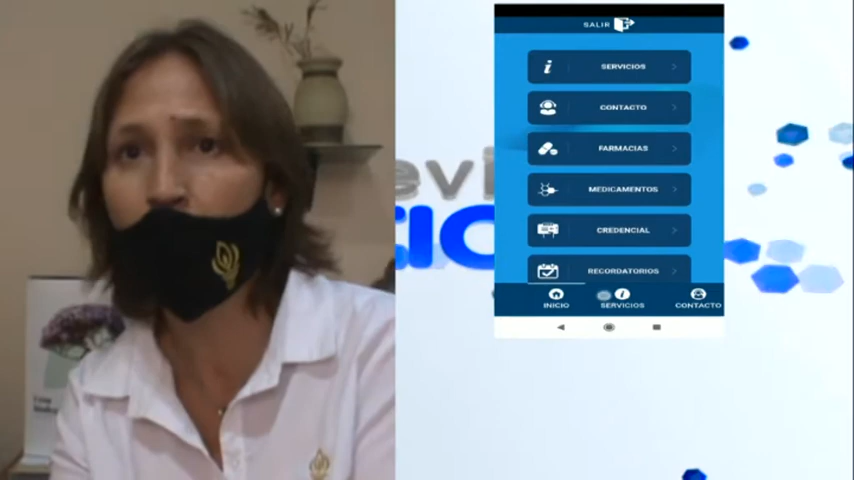 SALIR
SERVICIOS
CONTACTO
FARMACIAS
MEDICAMENTOS
CREDENCIAL
RECORDATORIOS
INICIO SERVICIOS CONTACTO